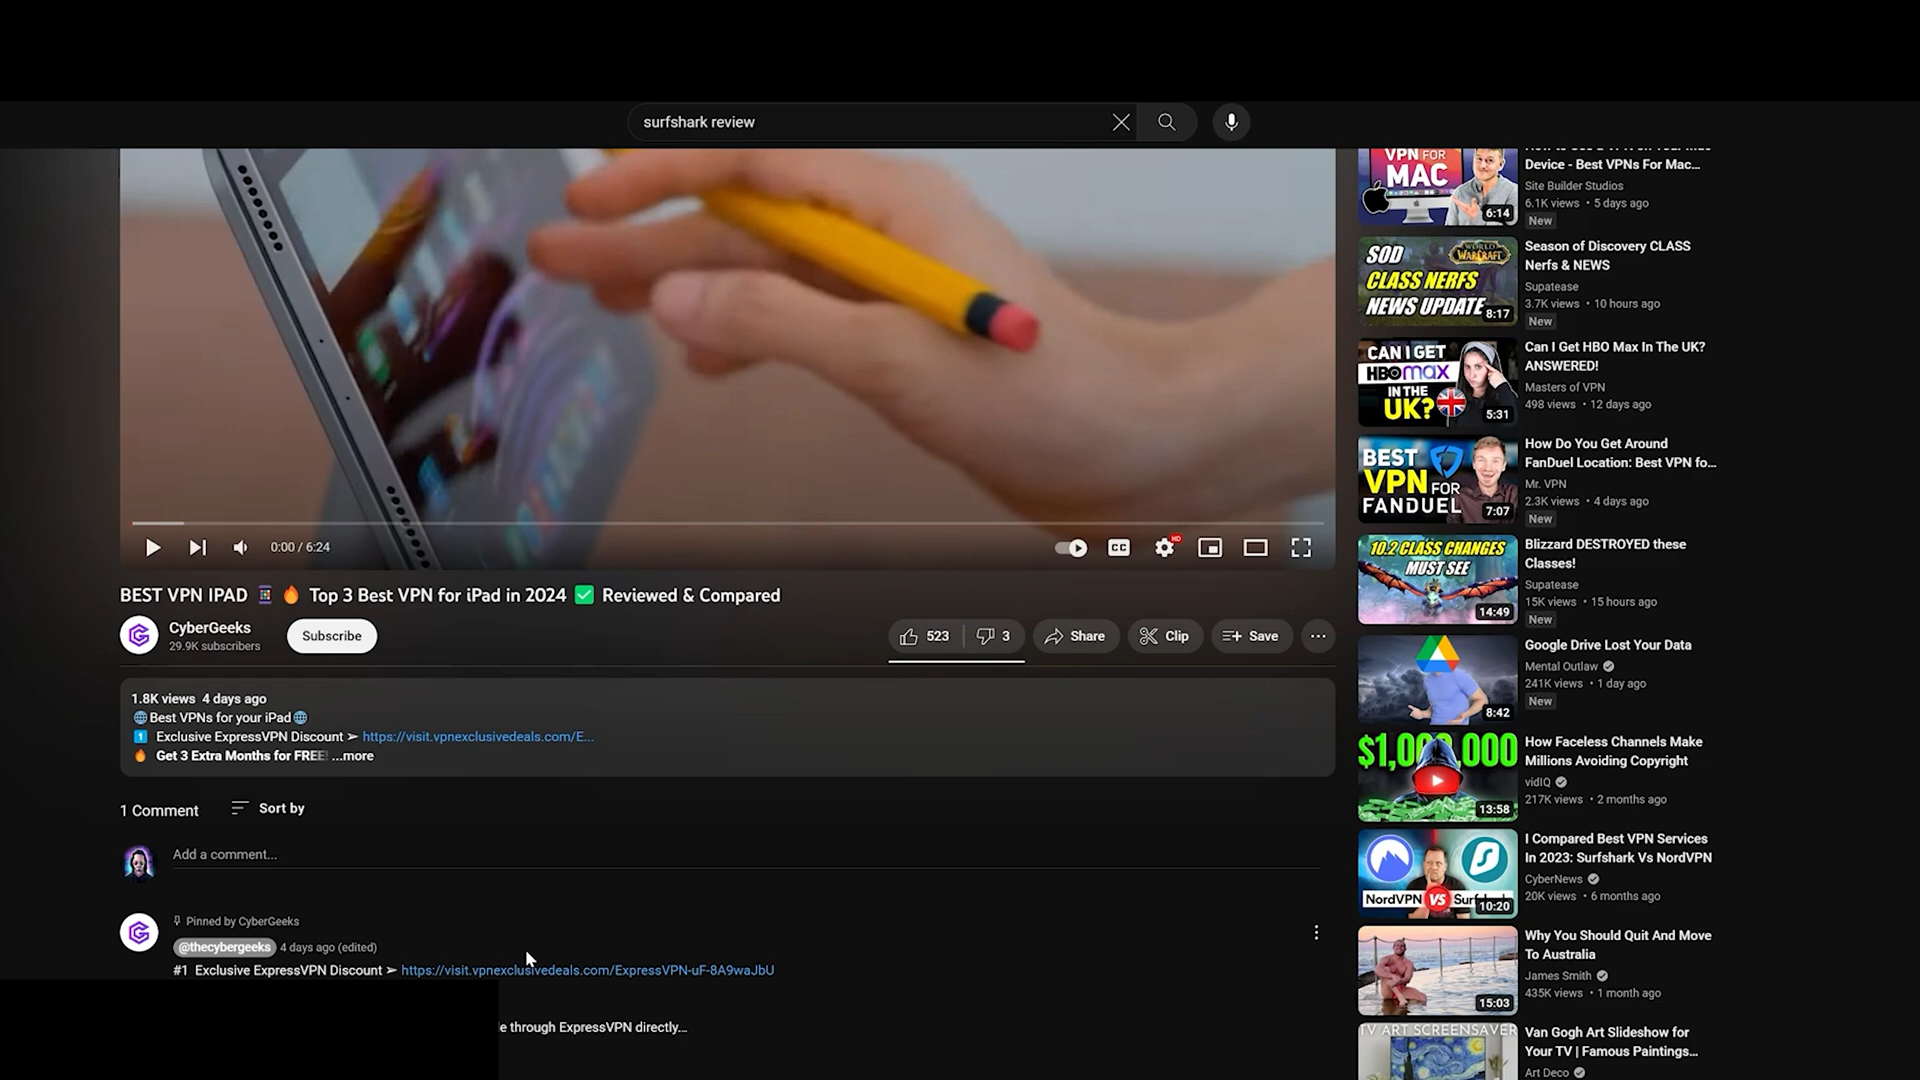 surfshark review
0:00 / 6:24
CC
HD
BEST VPN IPAD 📱 🔥 Top 3 Best VPN for iPad in 2024 ✅ Reviewed & Compared
CyberGeeks
29.9K subscribers
Subscribe
523
3
Share
Clip
Save
1.8K views 4 days ago
🌐Best VPNs for your iPad🌐
1️⃣ Exclusive ExpressVPN Discount ➢ https://visit.vpnexclusivedeals.com/E...
🔥 Get 3 Extra Months for FREE! ...more
1 Comment
Sort by
Add a comment...
Pinned by CyberGeeks
@thecybergeeks 4 days ago (edited)
#1 Exclusive ExpressVPN Discount ➢ https://visit.vpnexclusivedeals.com/ExpressVPN-uF-8A9waJbU
e through ExpressVPN directly...
VPN FOR
MAC
6:14
Device - Best VPNs For Mac...
Site Builder Studios
6.1K views • 5 days ago
New
SOD
WORLD
WARCRAFT
CLASS NERFS
NEWS UPDATE
8:17
Season of Discovery CLASS
Nerfs & NEWS
Supatease
3.7K views • 10 hours ago
New
CAN I GET
HBO max
IN THE
UK?
5:31
Can I Get HBO Max In The UK?
ANSWERED!
Masters of VPN
498 views • 12 days ago
BEST
VPN FOR
FANDUEL
7:07
How Do You Get Around
FanDuel Location: Best VPN fo...
Mr. VPN
2.3K views • 4 days ago
New
10.2 CLASS CHANGES
MUST SEE
14:49
Blizzard DESTROYED these
Classes!
Supatease
15K views • 15 hours ago
New
8:42
Google Drive Lost Your Data
Mental Outlaw
241K views • 1 day ago
New
13:58
How Faceless Channels Make
Millions Avoiding Copyright
vidIQ
217K views • 2 months ago
NordVPN VS
10:20
I Compared Best VPN Services
In 2023: Surfshark Vs NordVPN
CyberNews
20K views • 6 months ago
15:03
Why You Should Quit And Move
To Australia
James Smith
435K views • 1 month ago
TV ART SCREENSAVER
Van Gogh Art Slideshow for
Your TV | Famous Paintings...
Art Deco